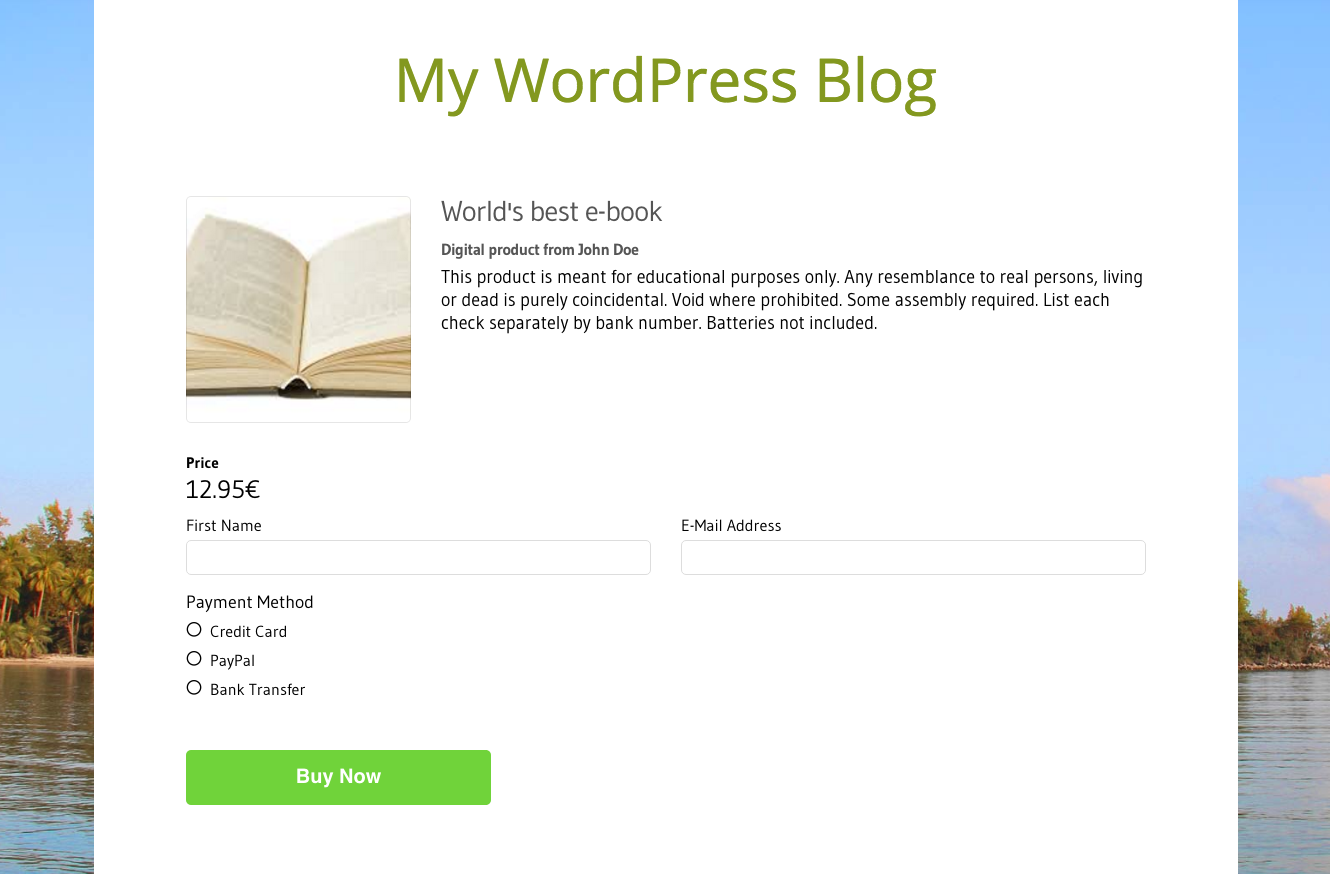 My WordPress Blog
World's best e-book
Digital product from John Doe
This product is meant for educational purposes only. Any resemblance to real persons, living
or dead is purely coincidental. Void where prohibited. Some assembly required. List each
check separately by bank number. Batteries not included.
Price
12.95€
First Name
E-Mail Address
Payment Method
Credit Card
PayPal
Bank Transfer
Buy Now